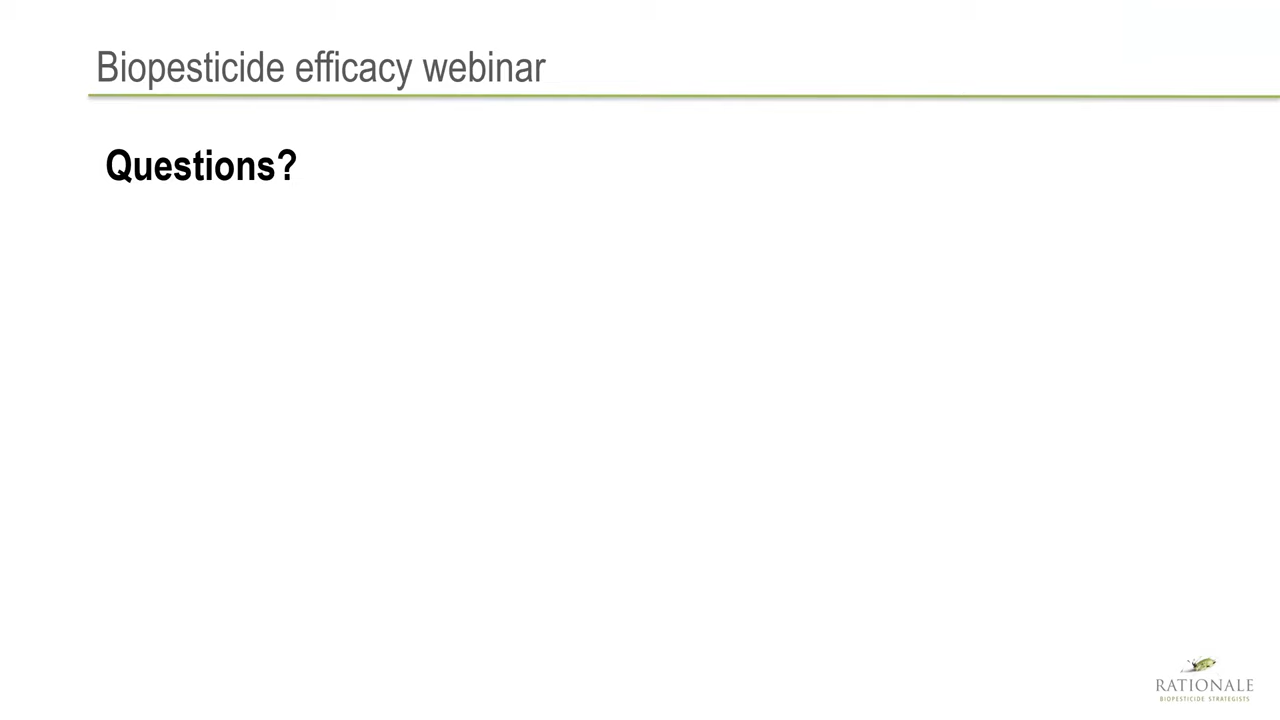 Biopesticide efficacy webinar
Questions?
RATIONALE
BIOPESTICIDE STRATEGISTS